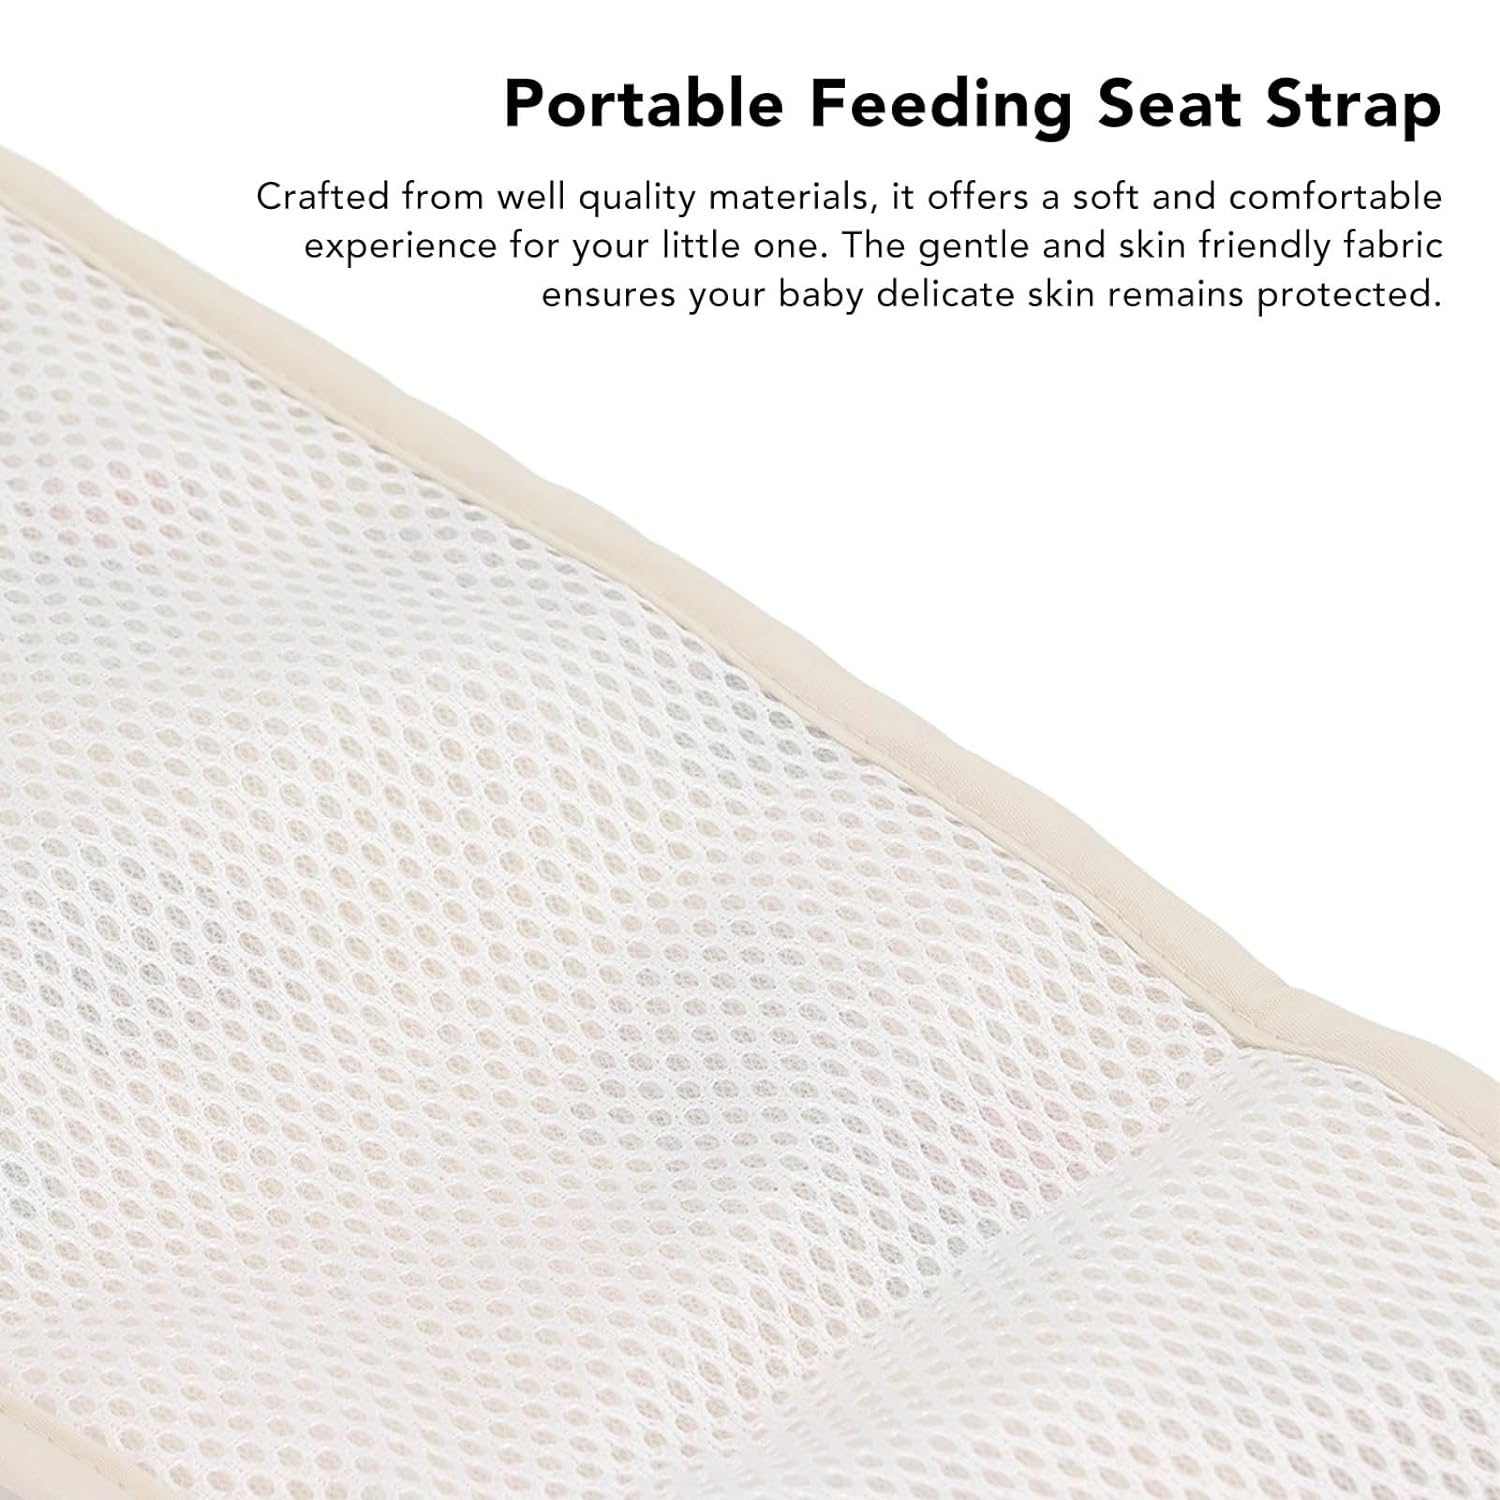 Portable Feeding Seat Strap
Crafted from well quality materials, it offers a soft and comfortable
experience for your little one. The gentle and skin friendly fabric
ensures your baby delicate skin remains protected.